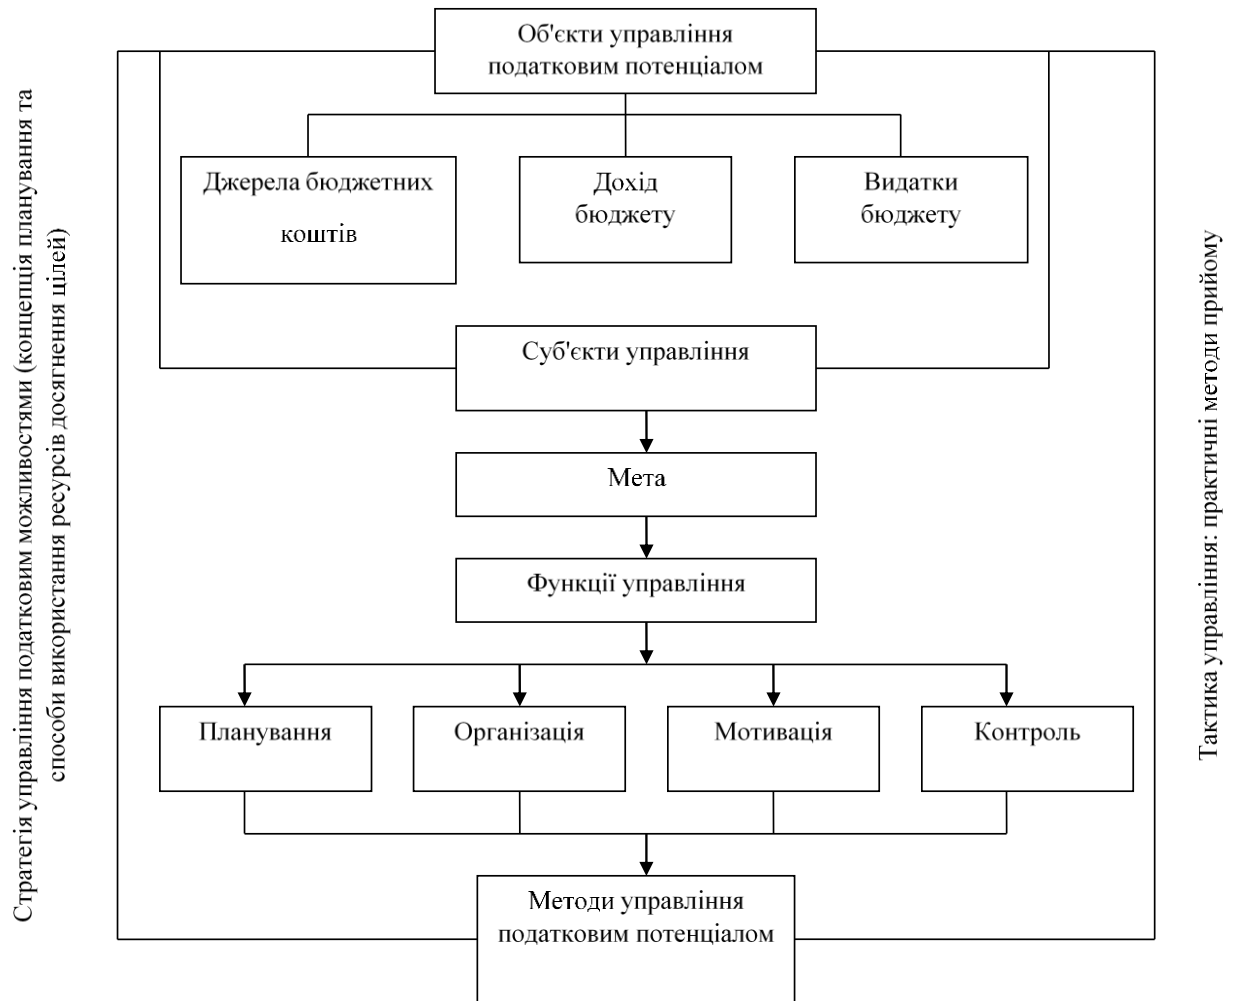 Об'єкти управління
податковим потенціалом
Джерела бюджетних
коштів
Дохід
бюджету
Видатки
бюджету
Суб'єкти управління
Мета
Функції управління
Планування
Організація
Мотивація
Контроль
Методи управління
податковим потенціалом
Стратегія управління податковим можливостями (концепція планування та
способи використання ресурсів досягнення цілей)
Тактика управління: практичні методи прийому